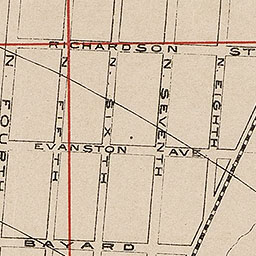 RICHARDSON ST
N. FOURTH
N. FIFTH
N. SIXTH
N. SEVENTH
N. EIGHTH
EVANSTON AVE
BAYARD